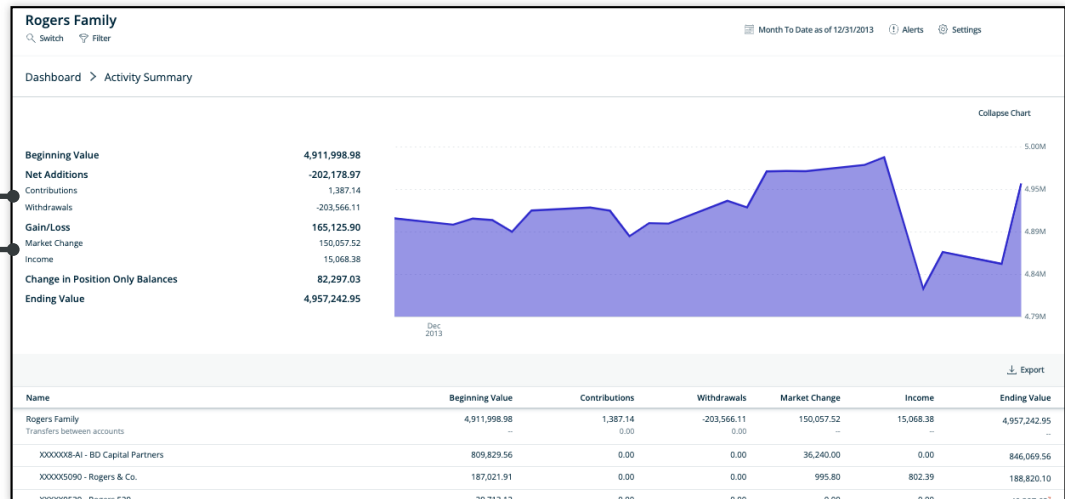 Rogers Family
Switch Filter
Month To Date as of 12/31/2013 Alerts Settings
Dashboard > Activity Summary
Collapse Chart
Beginning Value 4,911,998.98
Net Additions -202,178.97
Contributions 1,387.14
Withdrawals -203,566.11
Gain/Loss 165,125.90
Market Change 150,057.52
Income 15,068.38
Change in Position Only Balances 82,297.03
Ending Value 4,957,242.95
5.00M
4.95M
4.89M
4.84M
4.79M
Dec
2013
Export
Name Beginning Value Contributions Withdrawals Market Change Income Ending Value
Rogers Family 4,911,998.98 1,387.14 -203,566.11 150,057.52 15,068.38 4,957,242.95
Transfers between accounts -- 0.00 0.00 -- -- --
XXXXXX8-AI - BD Capital Partners 809,829.56 0.00 0.00 36,240.00 0.00 846,069.56
XXXXX5090 - Rogers & Co. 187,021.91 0.00 0.00 995.80 802.39 188,820.10